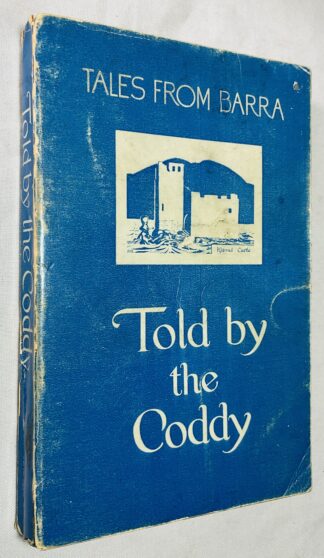 TALES FROM BARRA
Told by
the
Coddy
Told by the Coddy